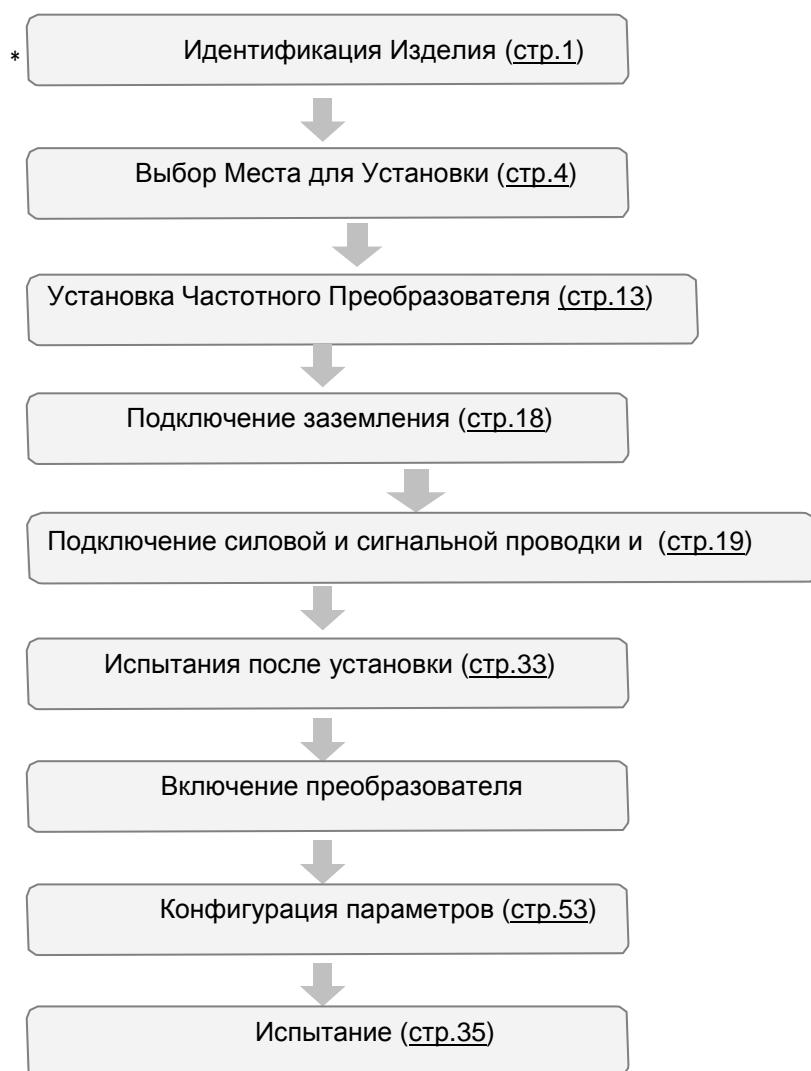 * Идентификация Изделия (стр.1)
Выбор Места для Установки (стр.4)
Установка Частотного Преобразователя (стр.13)
Подключение заземления (стр.18)
Подключение силовой и сигнальной проводки и (стр.19)
Испытания после установки (стр.33)
Включение преобразователя
Конфигурация параметров (стр.53)
Испытание (стр.35)